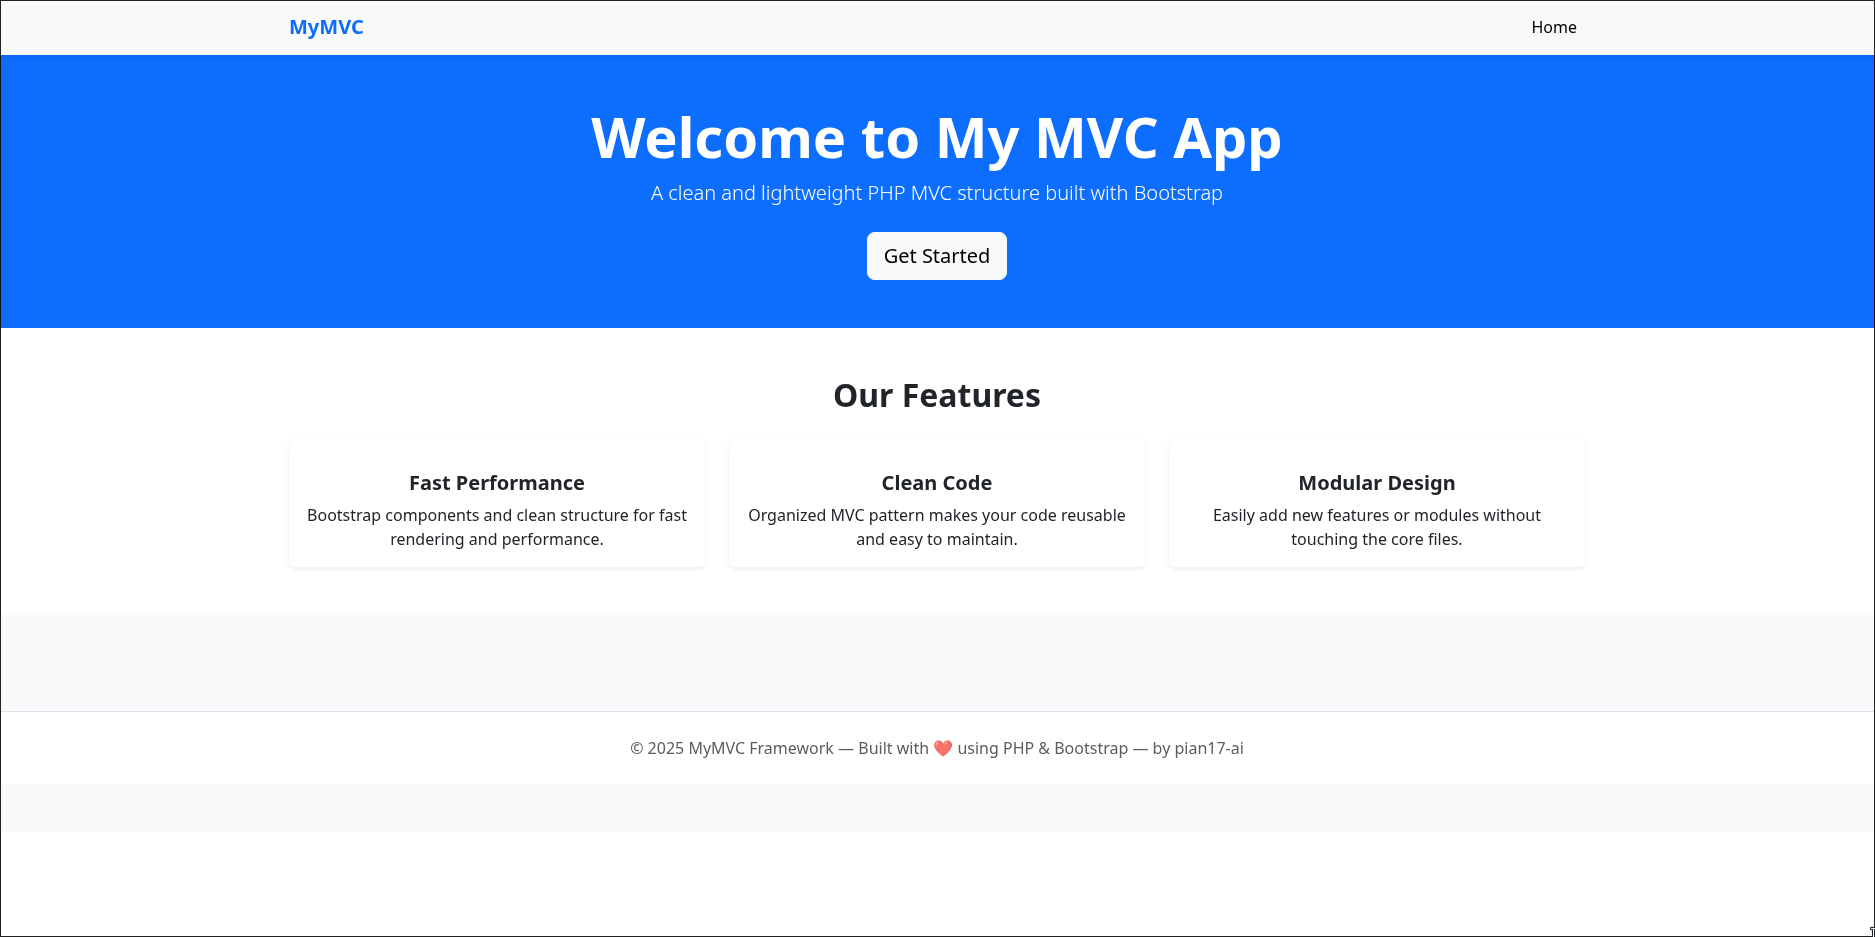 MyMVC
Home
Welcome to My MVC App
A clean and lightweight PHP MVC structure built with Bootstrap
Get Started
Our Features
Fast Performance
Bootstrap components and clean structure for fast
rendering and performance.
Clean Code
Organized MVC pattern makes your code reusable
and easy to maintain.
Modular Design
Easily add new features or modules without
touching the core files.
© 2025 MyMVC Framework — Built with ❤️ using PHP & Bootstrap — by pian17-ai